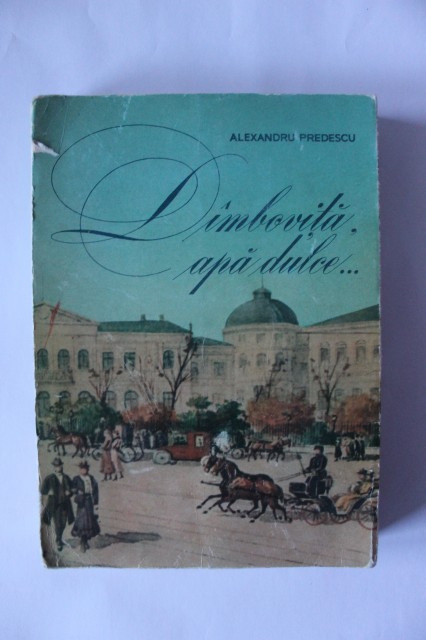 ALEXANDRU PREDESCU
Dîmboviță,
apă dulce...